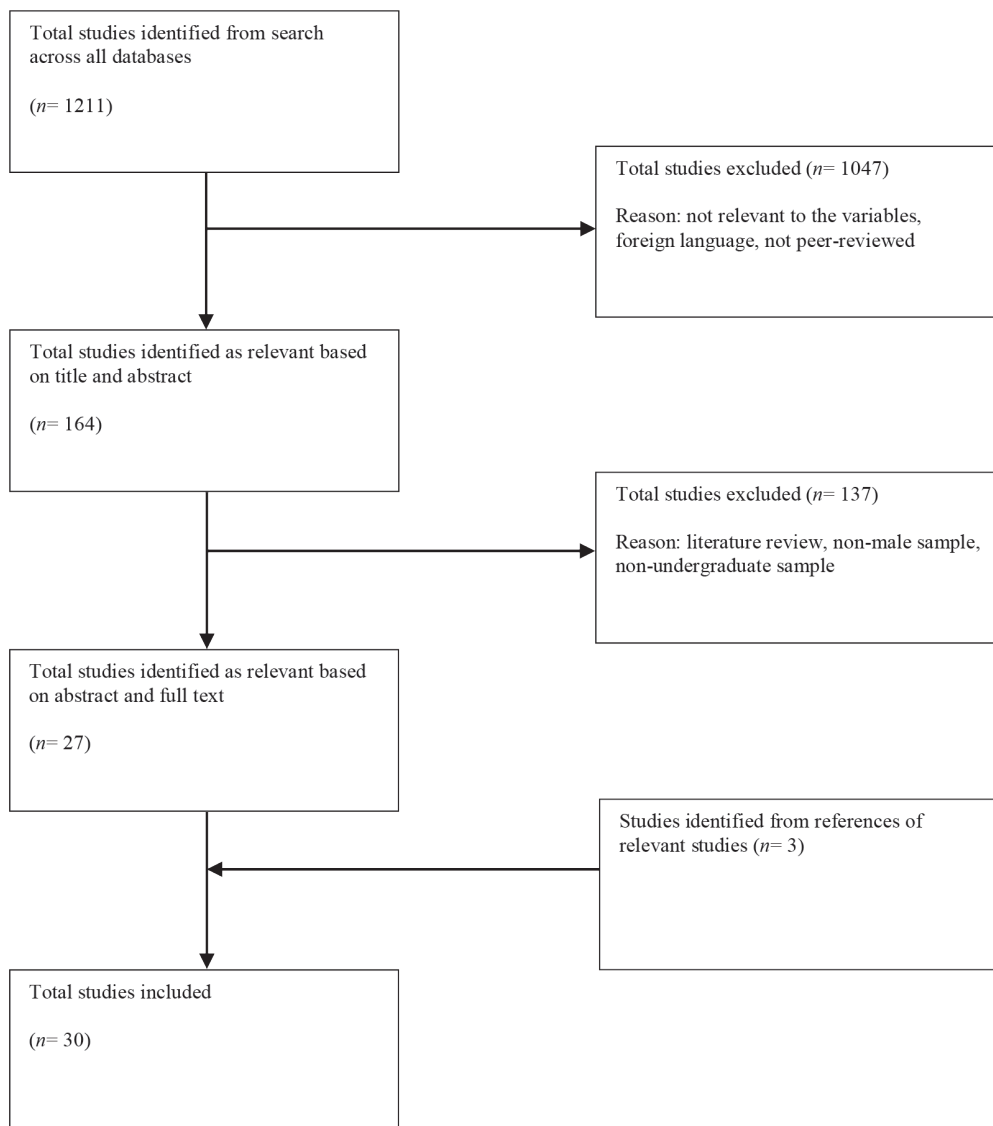 Total studies identified from search
across all databases
(n= 1211)
Total studies excluded (n= 1047)
Reason: not relevant to the variables,
foreign language, not peer-reviewed
Total studies identified as relevant based
on title and abstract
(n= 164)
Total studies excluded (n= 137)
Reason: literature review, non-male sample,
non-undergraduate sample
Total studies identified as relevant based
on abstract and full text
(n= 27)
Studies identified from references of
relevant studies (n= 3)
Total studies included
(n= 30)